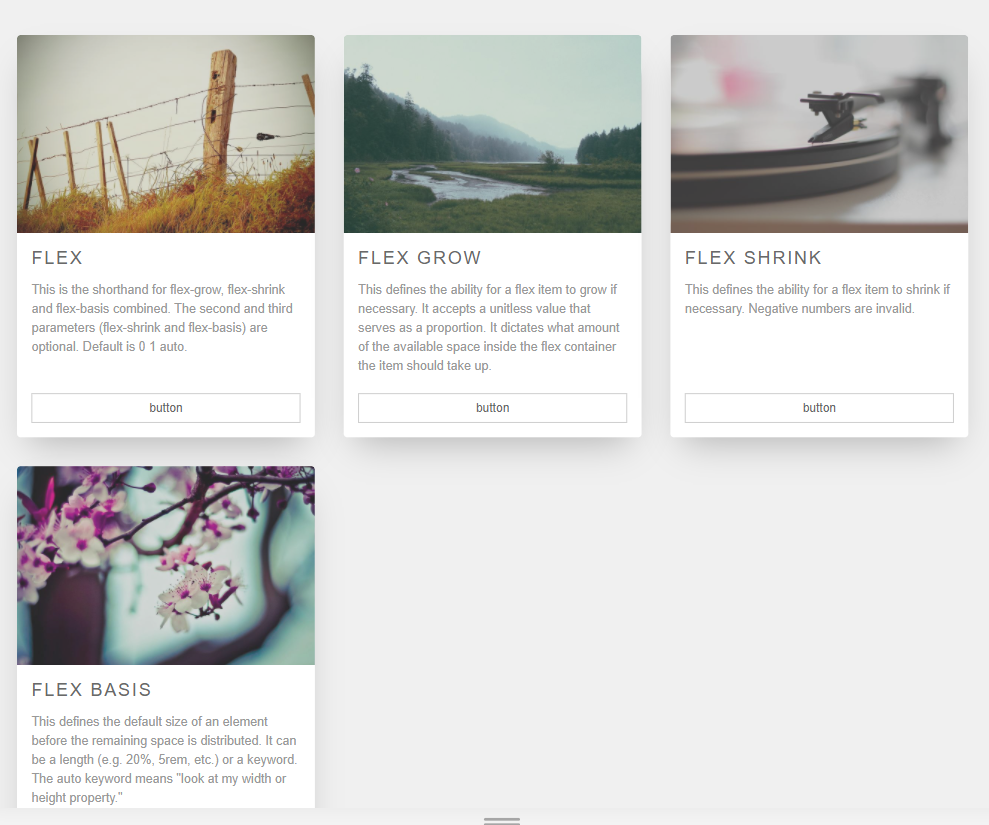 FLEX
This is the shorthand for flex-grow, flex-shrink
and flex-basis combined. The second and third
parameters (flex-shrink and flex-basis) are
optional. Default is 0 1 auto.
button
FLEX GROW
This defines the ability for a flex item to grow if
necessary. It accepts a unitless value that
serves as a proportion. It dictates what amount
of the available space inside the flex container
the item should take up.
button
FLEX SHRINK
This defines the ability for a flex item to shrink if
necessary. Negative numbers are invalid.
button
FLEX BASIS
This defines the default size of an element
before the remaining space is distributed. It can
be a length (e.g. 20%, 5rem, etc.) or a keyword.
The auto keyword means "look at my width or
height property."